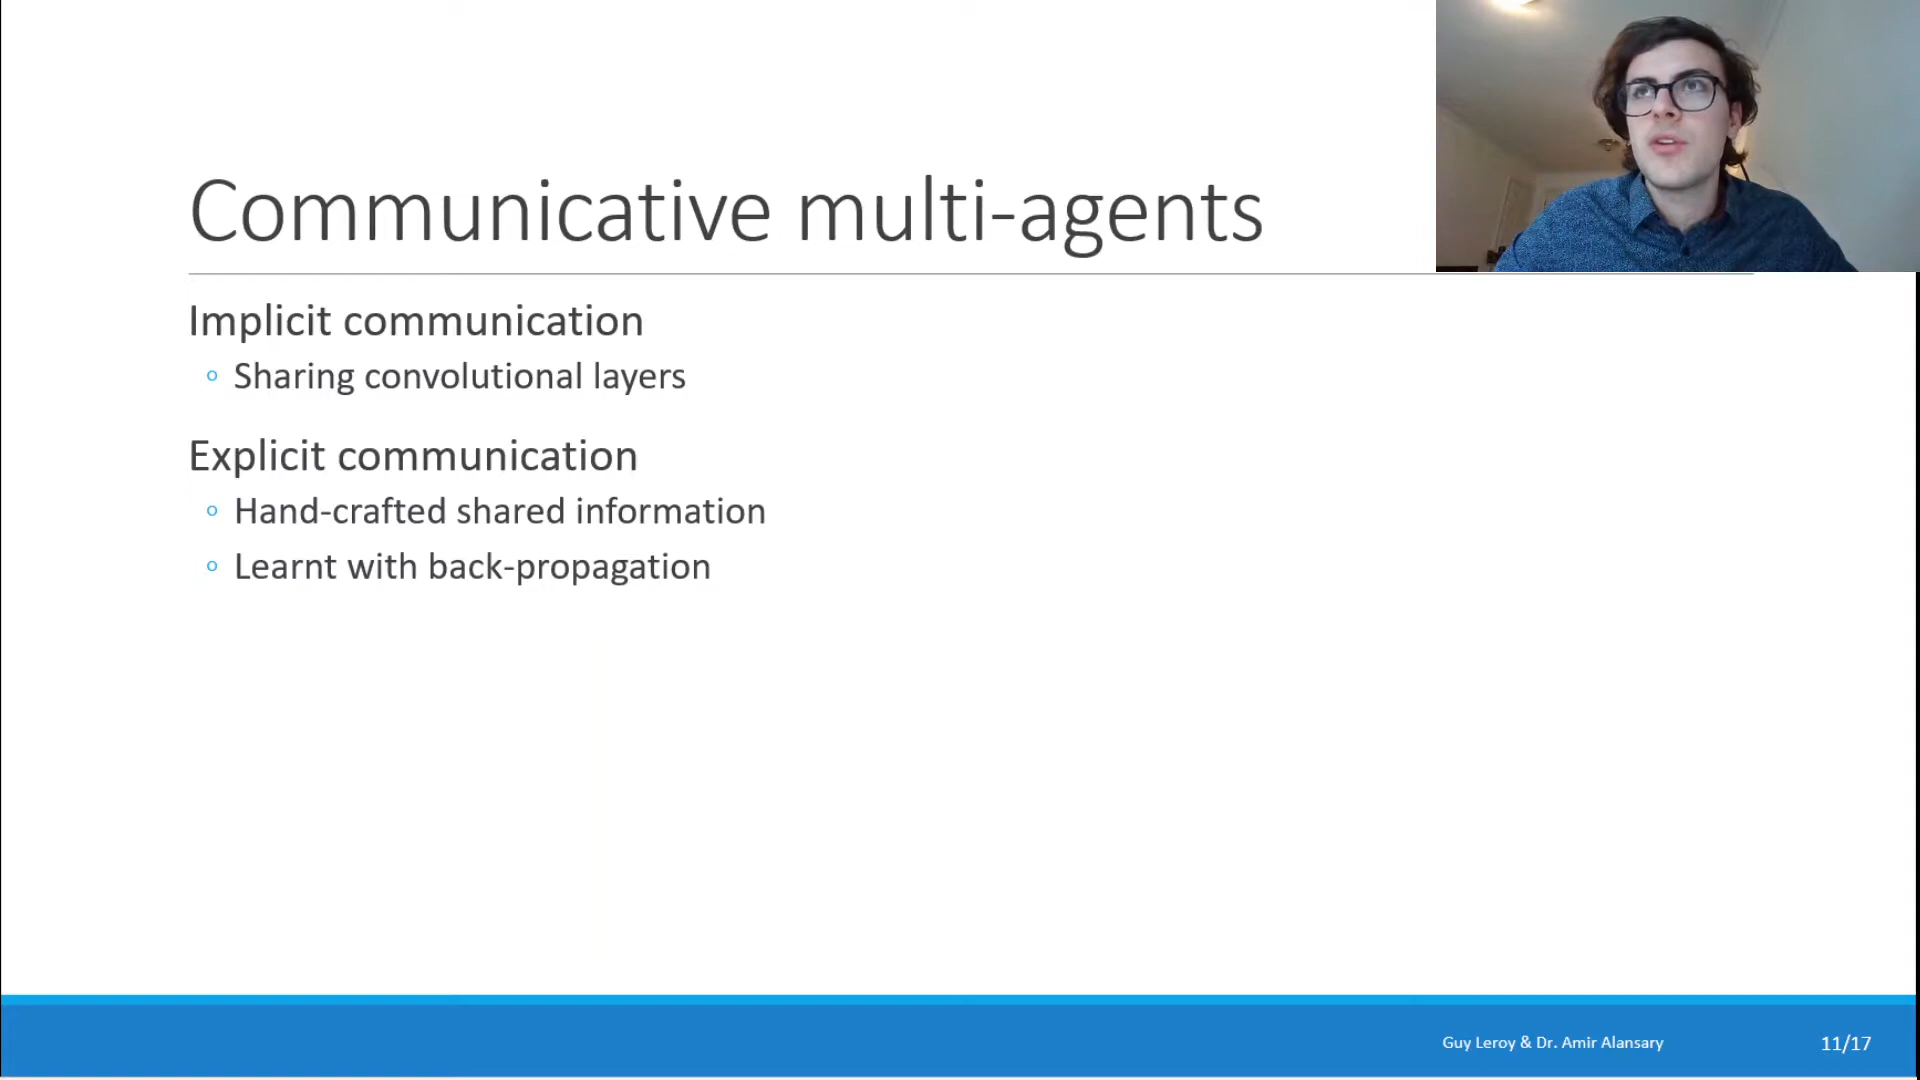 Communicative multi-agents
Implicit communication
Sharing convolutional layers
Explicit communication
Hand-crafted shared information
Learnt with back-propagation
Guy Leroy & Dr. Amir Alansary
11/17